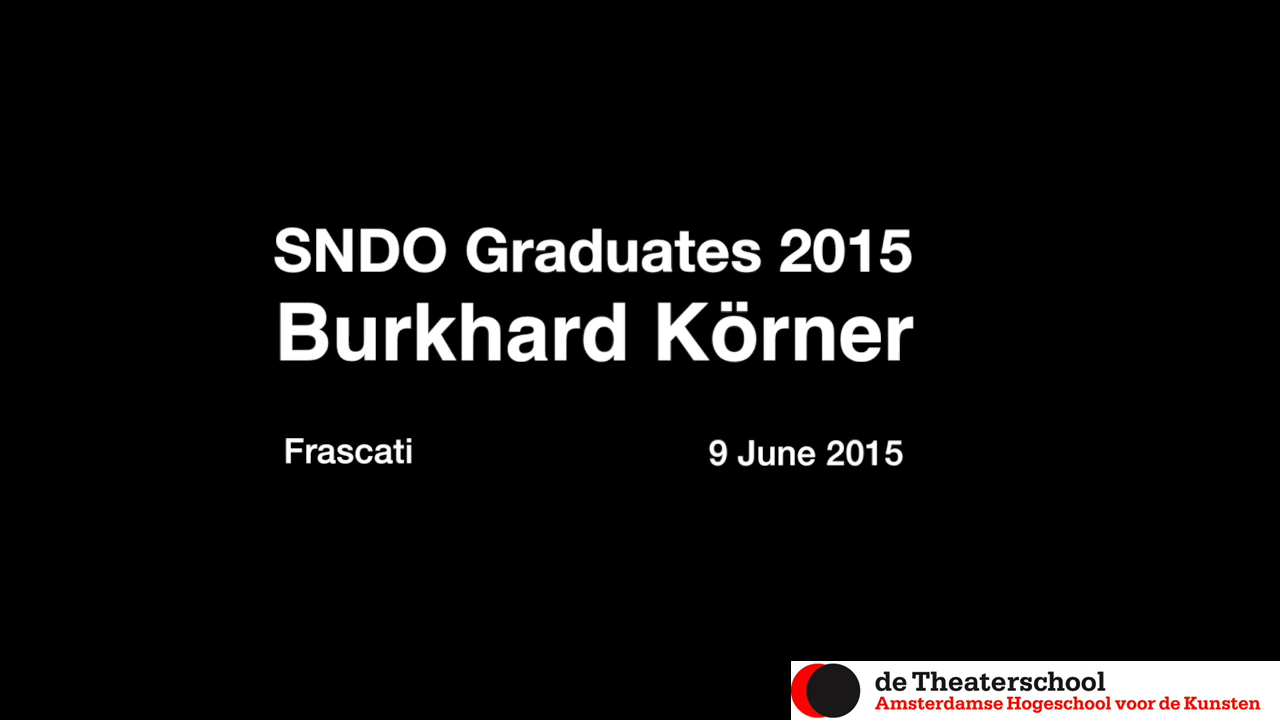 SNDO Graduates 2015
Burkhard Körner
Frascati 9 June 2015
de Theaterschool
Amsterdamse Hogeschool voor de Kunsten